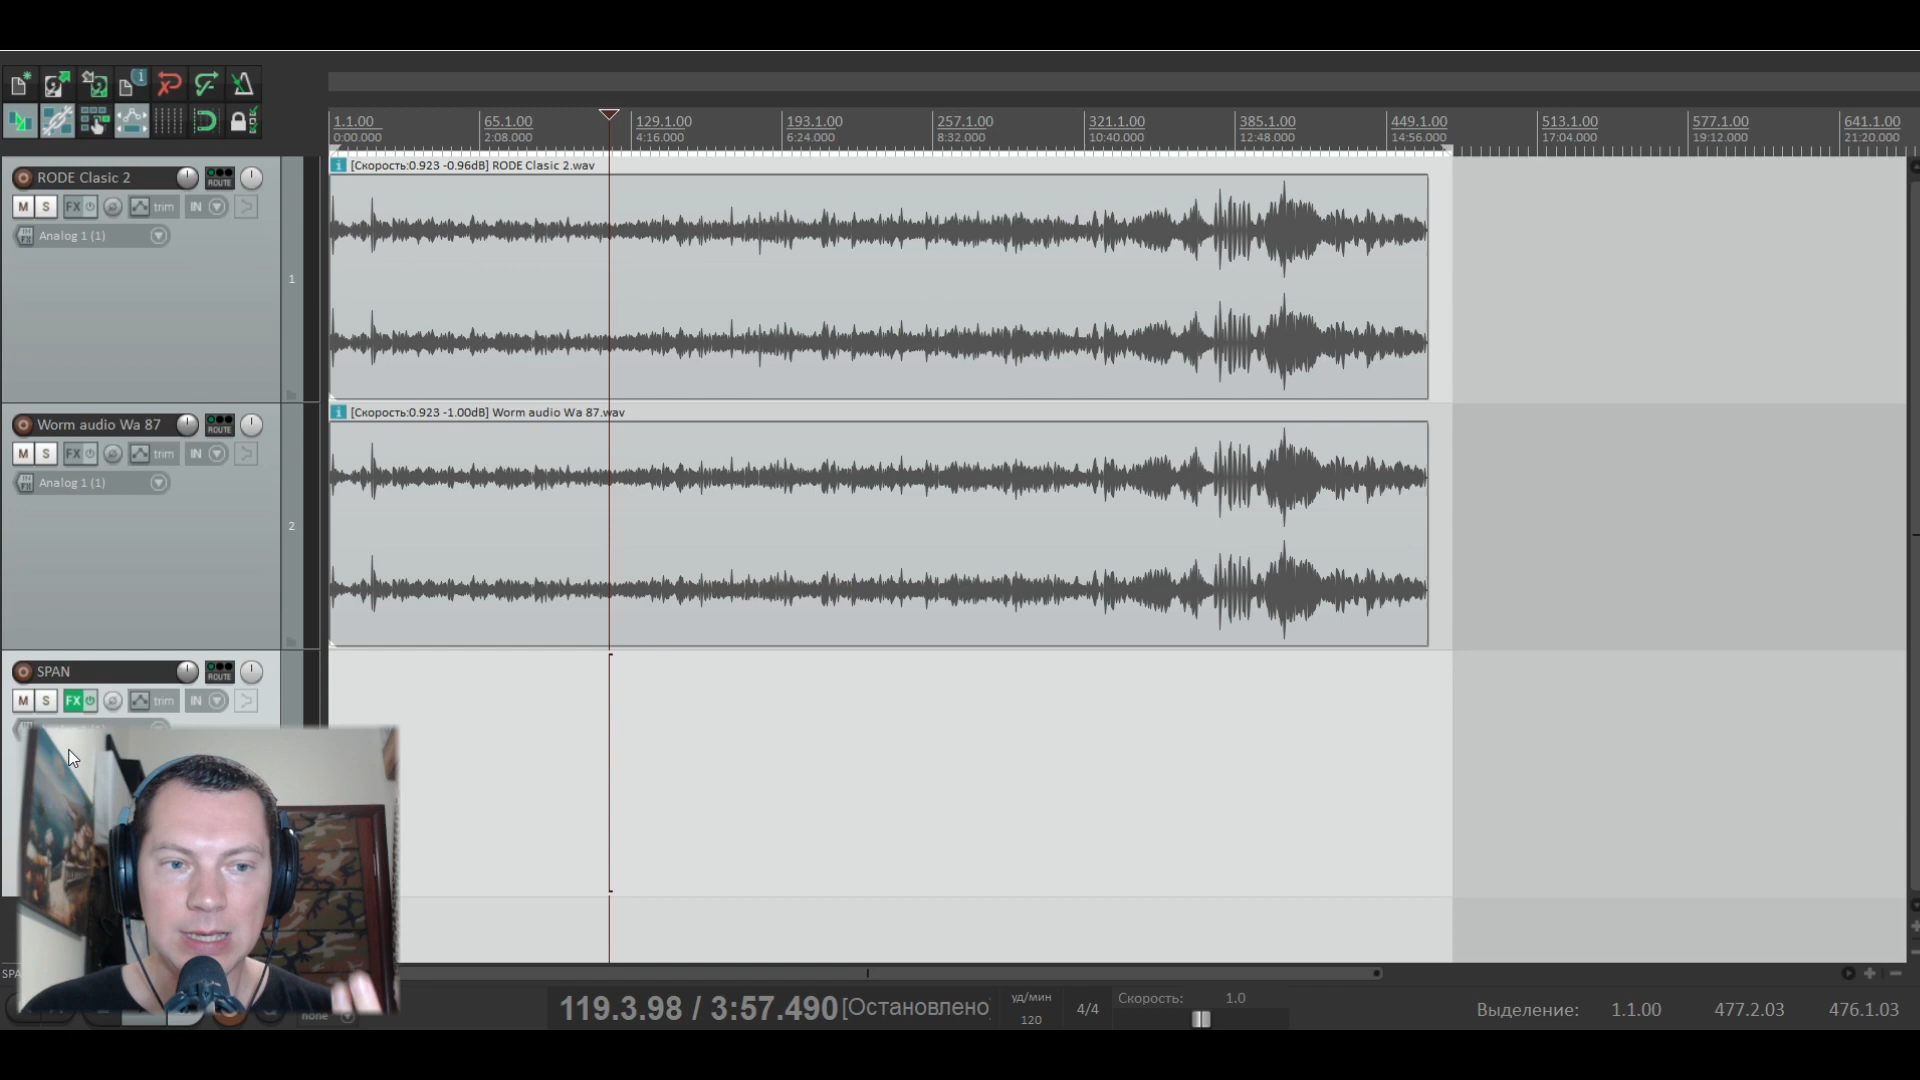 1.1.00 65.1.00 129.1.00 193.1.00 257.1.00 321.1.00 385.1.00 449.1.00 513.1.00 577.1.00 641.1.00
0:00.000 2:08.000 4:16.000 6:24.000 8:32.000 10:40.000 12:48.000 14:56.000 17:04.000 19:12.000 21:20.000
[Скорость:0.923 -0.96dB] RODE Clasic 2.wav
RODE Clasic 2 ROUTE
M S FX trim IN
Analog 1 (1)
1
[Скорость:0.923 -1.00dB] Worm audio Wa 87.wav
Worm audio Wa 87 ROUTE
M S FX trim IN
Analog 1 (1)
2
SPAN ROUTE
M S FX trim IN
SPA
none
119.3.98 / 3:57.490 [Остановлено
уд/мин
120
4/4
Скорость: 1.0
Выделение: 1.1.00 477.2.03 476.1.03